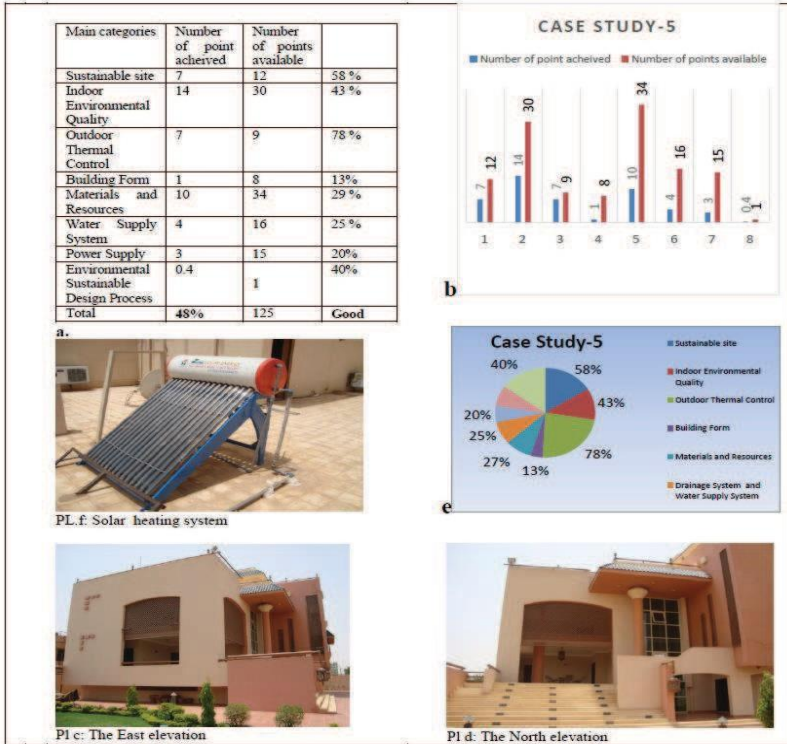 Main categories
Number of point acheived
Number of points available
Sustainable site 7 12 58 %
Indoor Environmental Quality 14 30 43 %
Outdoor Thermal Control 7 9 78 %
Building Form 1 8 13%
Materials and Resources 10 34 29 %
Water Supply System 4 16 25 %
Power Supply 3 15 20%
Environmental Sustainable Design Process 0.4 1 40%
Total 48% 125 Good
a.
CASE STUDY-5
Number of point acheived Number of points available
7 12 14 30 7 9 1 8 10 34 4 16 3 15 0.4 1
1 2 3 4 5 6 7 8
b
PL.f: Solar heating system
Case Study-5
58%
43%
78%
13%
27%
25%
20%
40%
Sustainable site
Indoor Environmental
Quality
Outdoor Thermal Control
Building Form
Materials and Resources
Drainage System and
Water Supply System
e
Pl c: The East elevation
Pl d: The North elevation